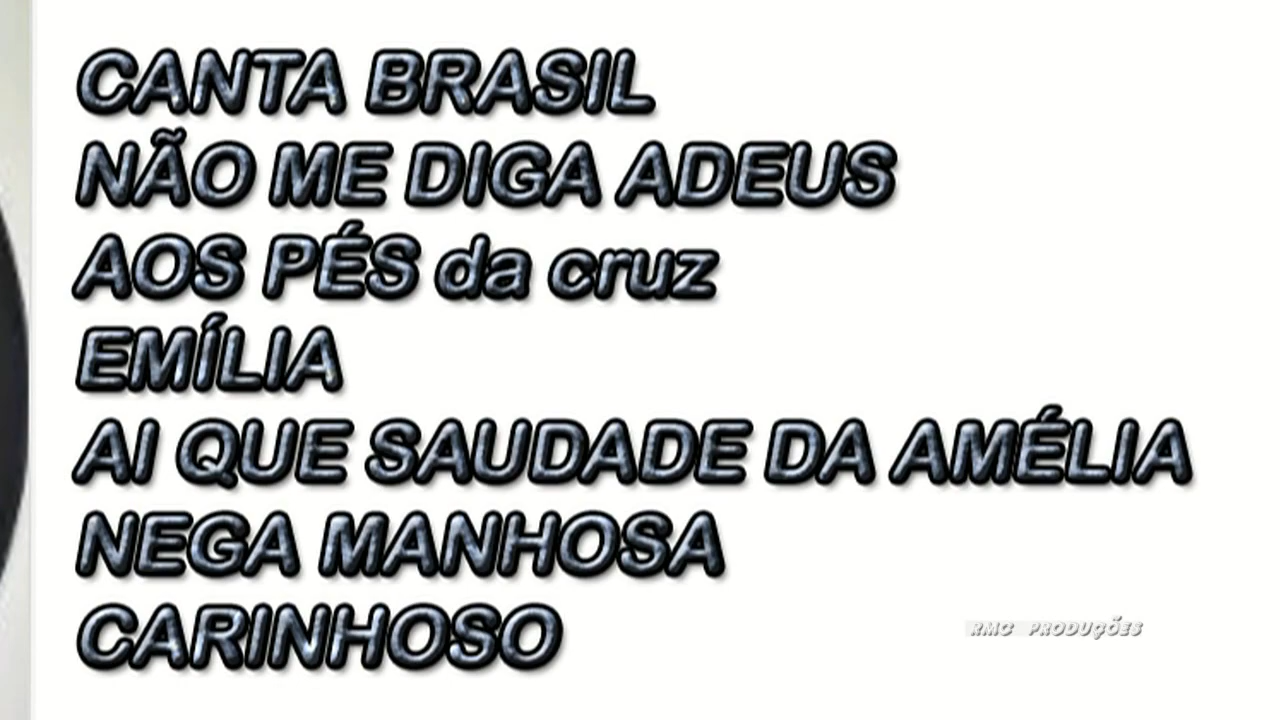 CANTA BRASIL
NÃO ME DIGA ADEUS
AOS PÉS da cruz
EMÍLIA
AI QUE SAUDADE DA AMÉLIA
NEGA MANHOSA
CARINHOSO
RMC PRODUÇÕES